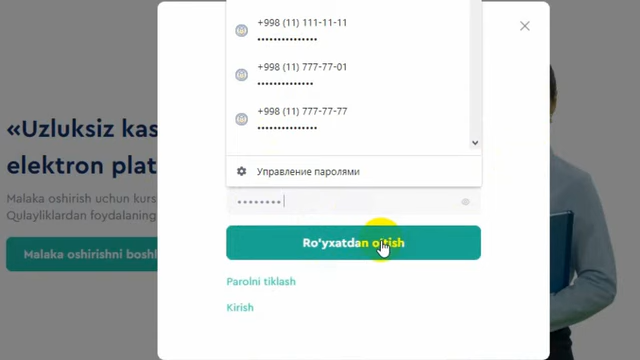 +998 (11) 111-11-11
•••••••••••••••
+998 (11) 777-77-01
••••••••••••••
+998 (11) 777-77-77
•••••••••••••••
Управление паролями
••••••••
Ro‘yxatdan o‘tish
Parolni tiklash
Kirish
«Uzluksiz kas
elektron plat
Malaka oshirish uchun kurs
Qulayliklardan foydalaning
Malaka oshirishni boshl